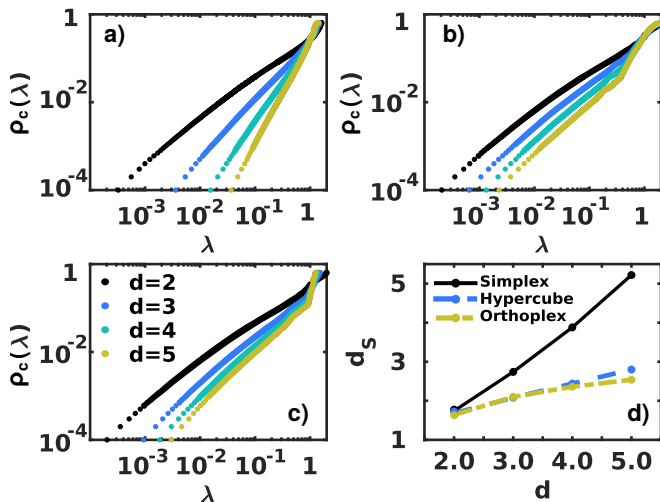 a)
1
10-2
10-4
ρc(λ)
10-3 10-2 10-1 1
λ
b)
1
10-2
10-4
ρc(λ)
10-3 10-2 10-1 1
λ
c)
1
10-2
10-4
ρc(λ)
d=2
d=3
d=4
d=5
10-3 10-2 10-1 1
λ
d)
5
3
1
dS
Simplex
Hypercube
Orthoplex
2.0 3.0 4.0 5.0
d